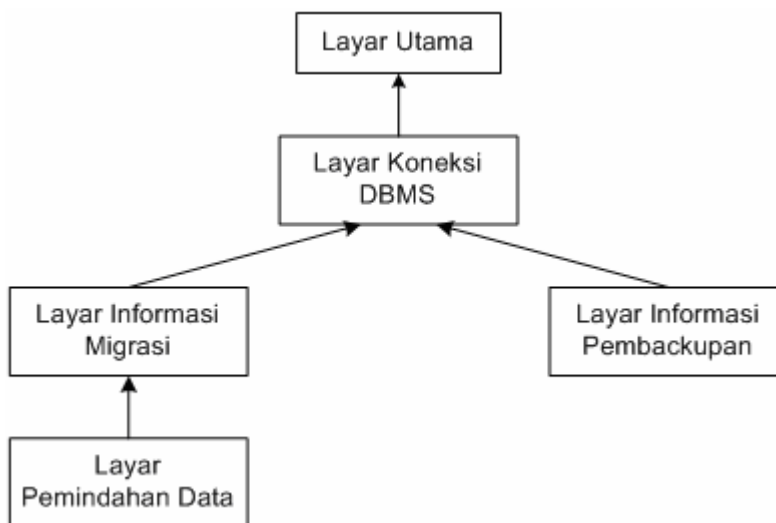 Layar Utama
Layar Koneksi
DBMS
Layar Informasi
Migrasi
Layar Informasi
Pembackupan
Layar
Pemindahan Data